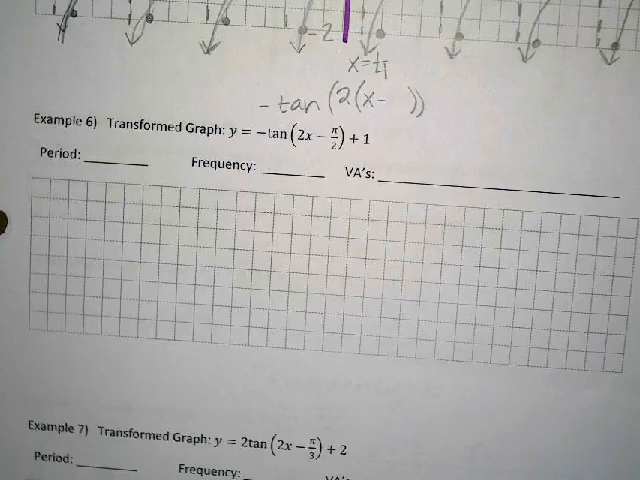 -2
x=π
-tan(2(x- ))
Example 6) Transformed Graph: y = −tan(2x − π/2) + 1
Period: ________ Frequency: ________ VA's: ________
Example 7) Transformed Graph: y = 2tan(2x − π/3) + 2
Period: ________ Frequency: